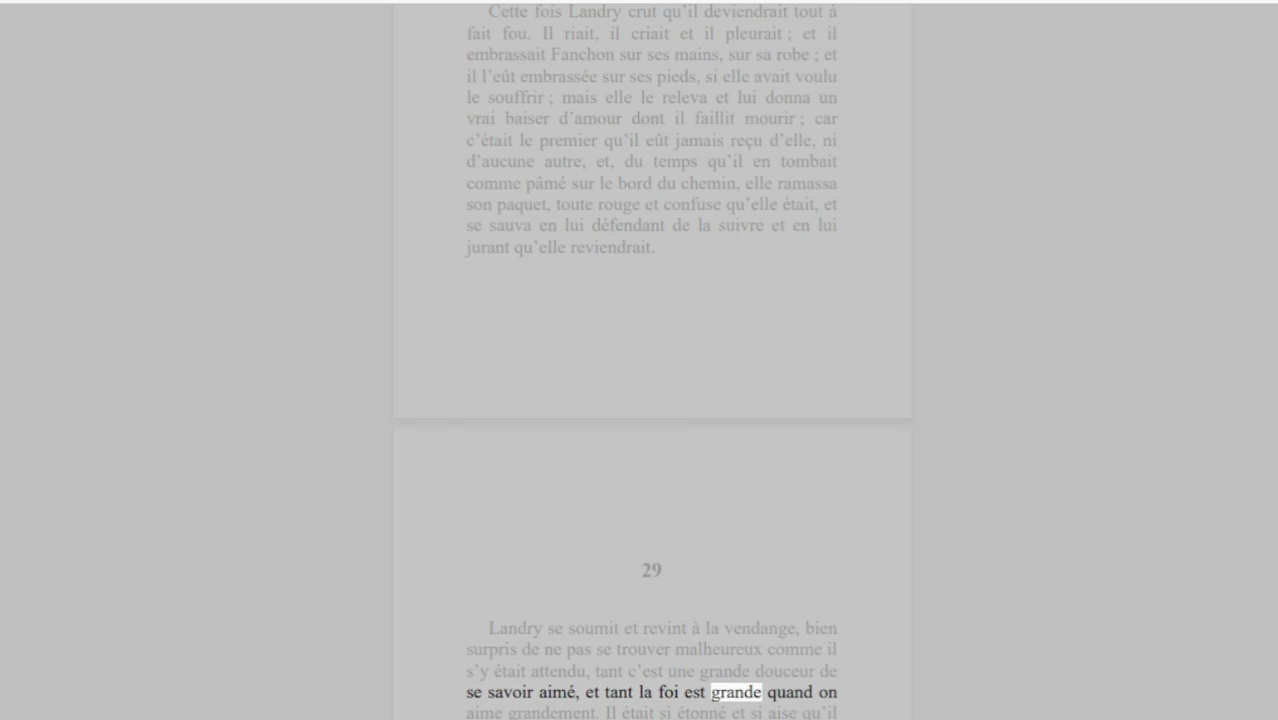 Cette fois Landry crut qu’il deviendrait tout à
fait fou. Il riait, il criait et il pleurait ; et il
embrassait Fanchon sur ses mains, sur sa robe ; et
il l’eût embrassée sur ses pieds, si elle avait voulu
le souffrir ; mais elle le releva et lui donna un
vrai baiser d’amour dont il faillit mourir ; car
c’était le premier qu’il eût jamais reçu d’elle, ni
d’aucune autre, et, du temps qu’il en tombait
comme pâmé sur le bord du chemin, elle ramassa
son paquet, toute rouge et confuse qu’elle était, et
se sauva en lui défendant de la suivre et en lui
jurant qu’elle reviendrait.
29
Landry se soumit et revint à la vendange, bien
surpris de ne pas se trouver malheureux comme il
s'y était attendu, tant c’est une grande douceur de
se savoir aimé, et tant la foi est grande quand on
aime grandement. Il était si étonné et si aise qu’il